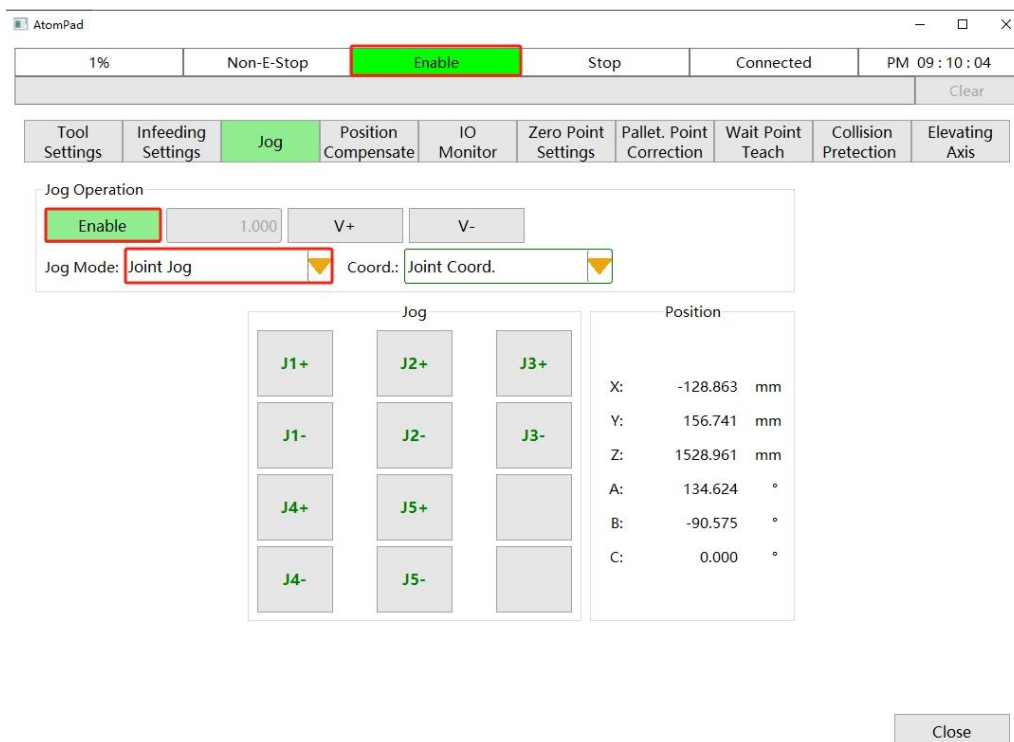 AtomPad
1% Non-E-Stop Enable Stop Connected PM 09 : 10 : 04
Clear
Tool Settings Infeeding Settings Jog Position Compensate IO Monitor Zero Point Settings Pallet. Point Correction Wait Point Teach Collision Pretection Elevating Axis
Jog Operation
Enable 1.000 V+ V-
Jog Mode: Joint Jog Coord.: Joint Coord.
Jog Position
J1+ J2+ J3+
X: -128.863 mm
Y: 156.741 mm
J1- J2- J3-
Z: 1528.961 mm
A: 134.624 °
J4+ J5+
B: -90.575 °
C: 0.000 °
J4- J5-
Close